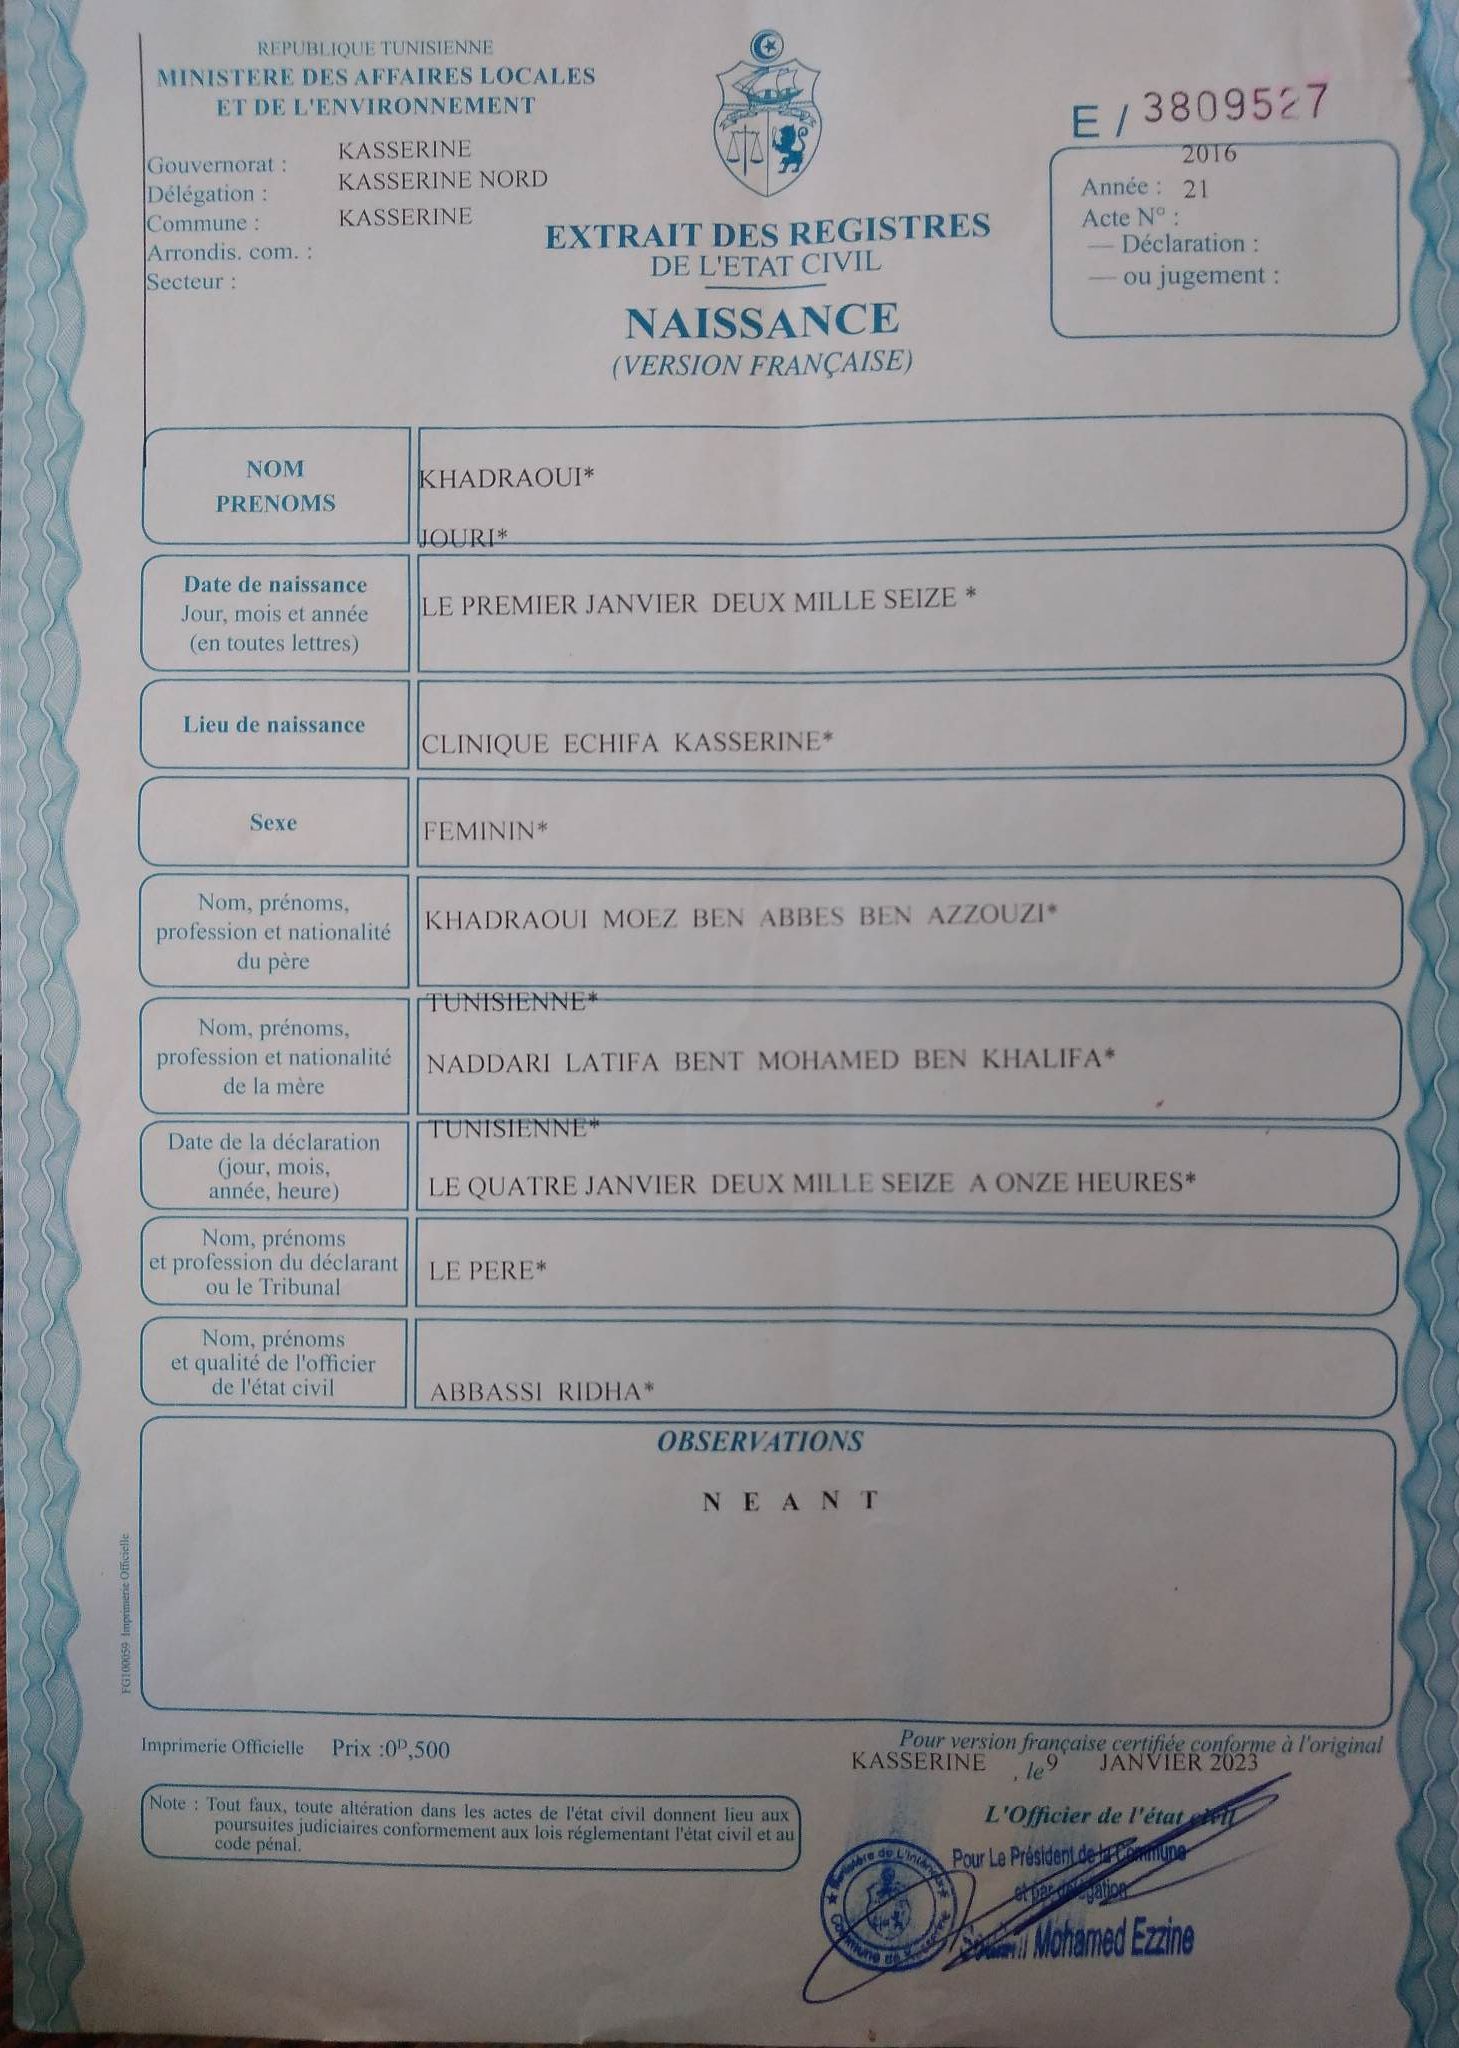 REPUBLIQUE TUNISIENNE
MINISTERE DES AFFAIRES LOCALES
ET DE L'ENVIRONNEMENT
Gouvernorat : KASSERINE
Délégation : KASSERINE NORD
Commune : KASSERINE
Arrondis. com. :
Secteur :
E / 3809527
2016
Année : 21
Acte N° :
— Déclaration :
— ou jugement :
EXTRAIT DES REGISTRES
DE L'ETAT CIVIL
NAISSANCE
(VERSION FRANÇAISE)
NOM
PRENOMS
KHADRAOUI*
JOURI*
Date de naissance
Jour, mois et année
(en toutes lettres)
LE PREMIER JANVIER DEUX MILLE SEIZE *
Lieu de naissance
CLINIQUE ECHIFA KASSERINE*
Sexe
FEMININ*
Nom, prénoms,
profession et nationalité
du père
KHADRAOUI MOEZ BEN ABBES BEN AZZOUZI*
TUNISIENNE*
Nom, prénoms,
profession et nationalité
de la mère
NADDARI LATIFA BENT MOHAMED BEN KHALIFA*
TUNISIENNE*
Date de la déclaration
(jour, mois,
année, heure)
LE QUATRE JANVIER DEUX MILLE SEIZE A ONZE HEURES*
Nom, prénoms
et profession du déclarant
ou le Tribunal
LE PERE*
Nom, prénoms
et qualité de l'officier
de l'état civil
ABBASSI RIDHA*
OBSERVATIONS
N E A N T
FG100059 Imprimerie Officielle
Imprimerie Officielle Prix :0ᴰ,500
Pour version française certifiée conforme à l'original
KASSERINE , le 9 JANVIER 2023
Note : Tout faux, toute altération dans les actes de l'état civil donnent lieu aux
poursuites judiciaires conformement aux lois réglementant l'état civil et au
code pénal.
L'Officier de l'état civil
Pour Le Président de la Commune
et par délégation
Mohamed Ezzine
Ministère de L'intérieur
Commune de